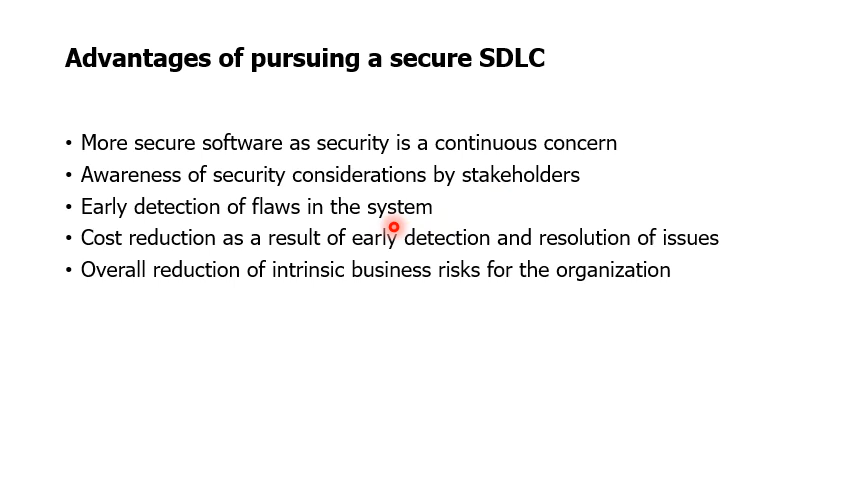 Advantages of pursuing a secure SDLC
• More secure software as security is a continuous concern
• Awareness of security considerations by stakeholders
• Early detection of flaws in the system
• Cost reduction as a result of early detection and resolution of issues
• Overall reduction of intrinsic business risks for the organization